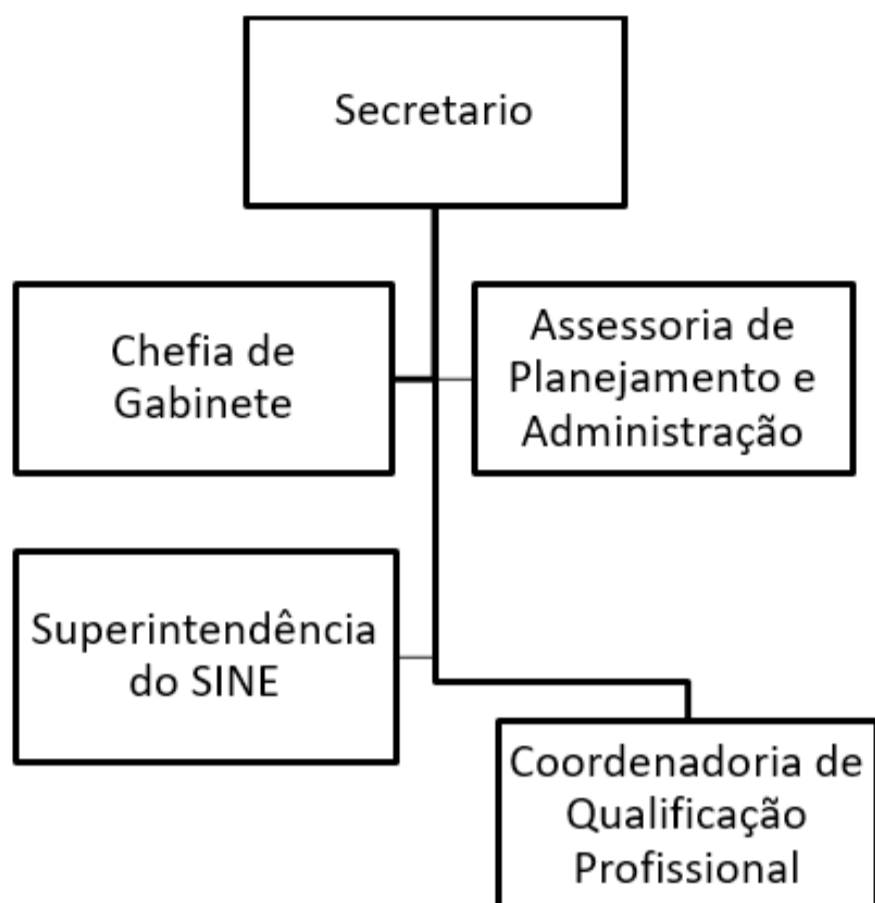 Secretario
Chefia de
Gabinete
Assessoria de
Planejamento e
Administração
Superintendência
do SINE
Coordenadoria de
Qualificação
Profissional